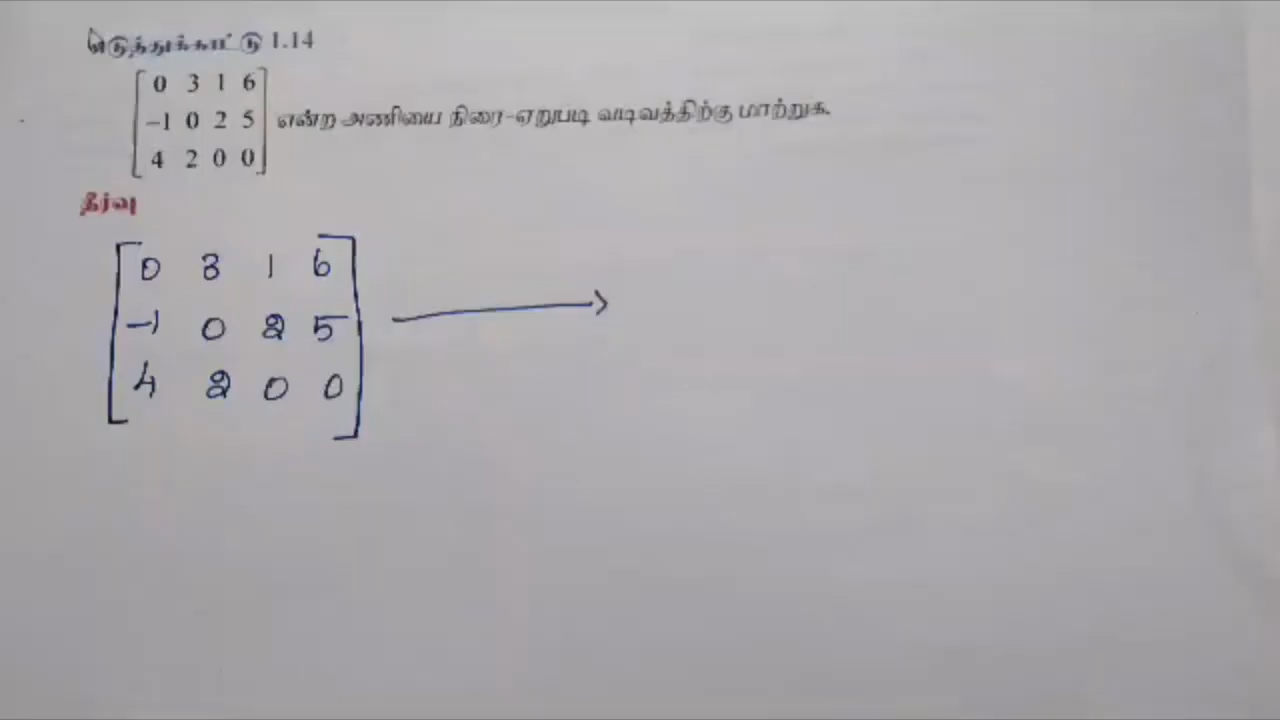 எடுத்துக்காட்டு 1.14
0 3 1 6
-1 0 2 5 என்ற அணியை நிரை-ஏறுபடி வடிவத்திற்கு மாற்றுக.
4 2 0 0
தீர்வு
0 3 1 6
-1 0 2 5
4 2 0 0